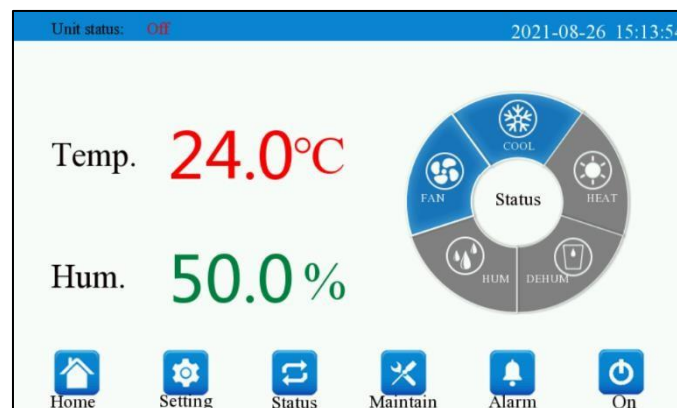 Unit status: Off 2021-08-26 15:13:54
Temp. 24.0°C
COOL
FAN
Status
HEAT
HUM
DEHUM
Hum. 50.0%
Home Setting Status Maintain Alarm On